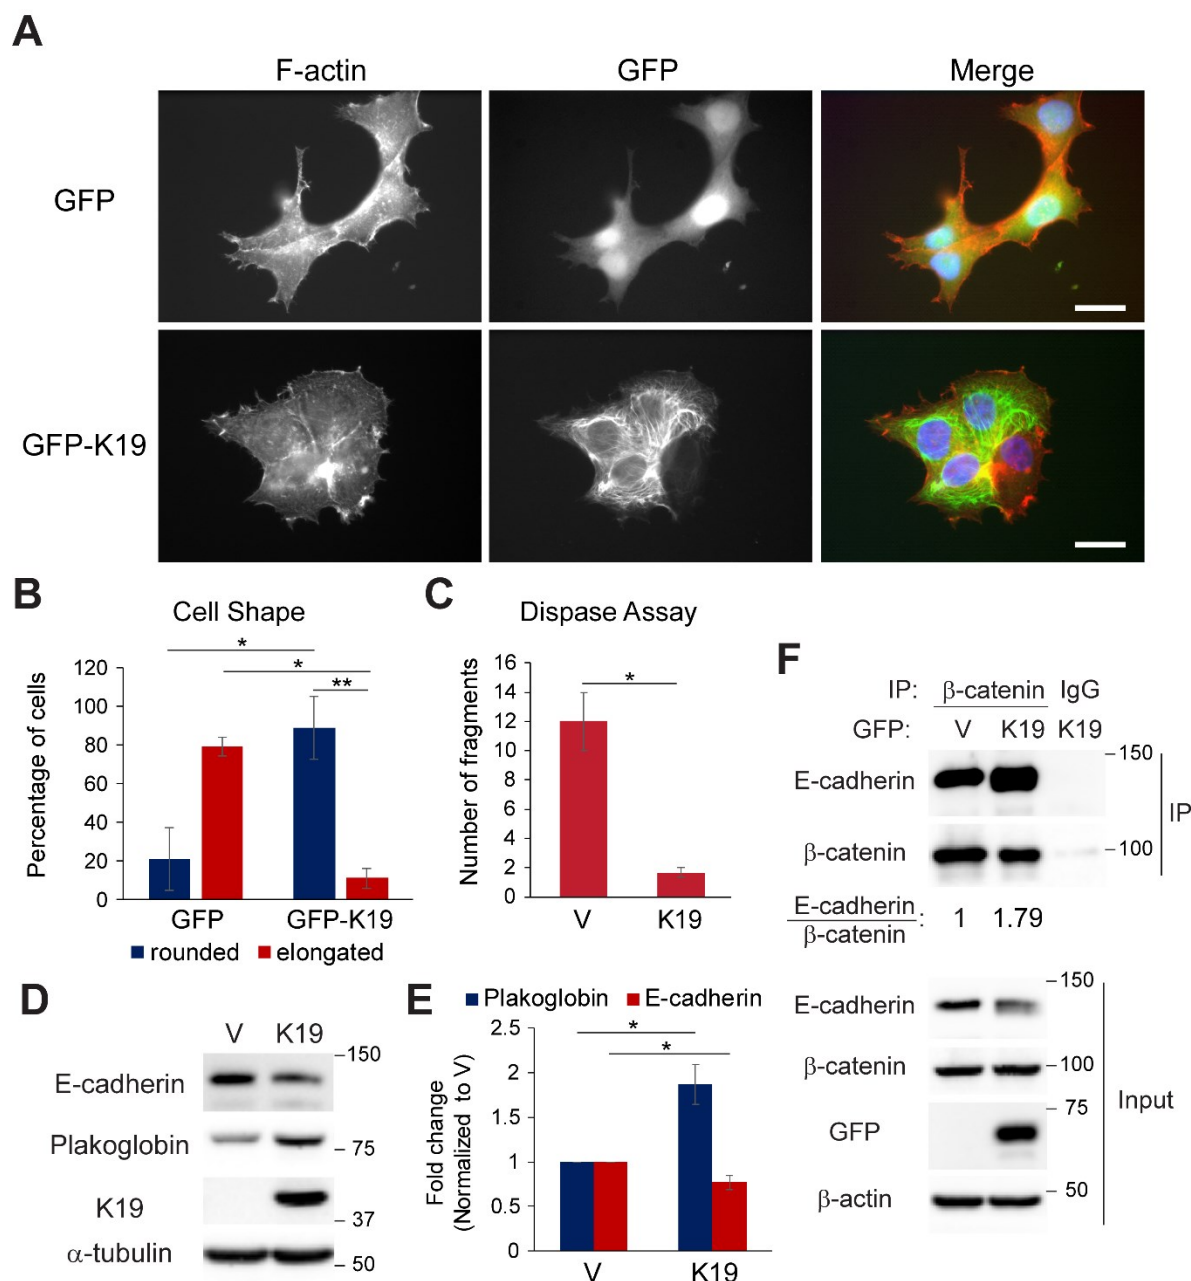 A
F-actin GFP Merge
GFP
GFP-K19
B
Cell Shape
*
*
**
Percentage of cells
120
100
80
60
40
20
0
GFP GFP-K19
rounded elongated
C
Dispase Assay
*
Number of fragments
16
14
12
10
8
6
4
2
0
V K19
D
V K19
150
E-cadherin
Plakoglobin
75
K19
37
α-tubulin
50
E
Plakoglobin E-cadherin
*
*
Fold change
(Normalized to V)
2.5
2
1.5
1
0.5
0
V K19
F
IP: β-catenin IgG
GFP: V K19 K19
150
E-cadherin
IP
β-catenin
100
E-cadherin
β-catenin
: 1 1.79
150
E-cadherin
β-catenin
100
75
GFP
Input
50
β-actin